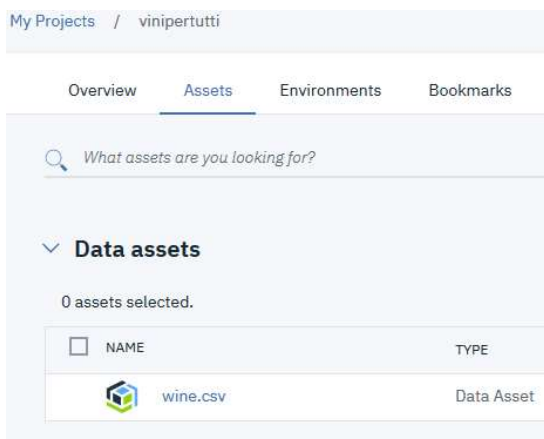 My Projects / vinipertutti
Overview Assets Environments Bookmarks
What assets are you looking for?
Data assets
0 assets selected.
NAME TYPE
wine.csv Data Asset